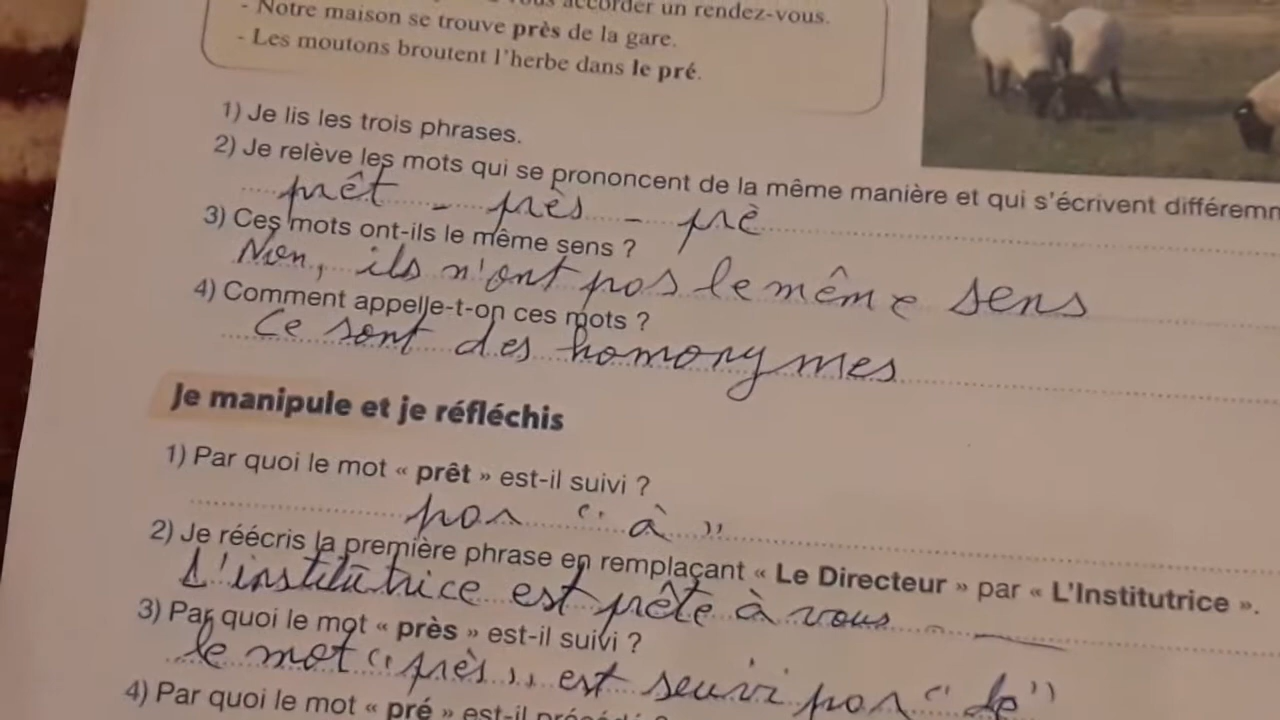 vous accorder un rendez-vous.
- Notre maison se trouve près de la gare.
- Les moutons broutent l'herbe dans le pré.
1) Je lis les trois phrases.
2) Je relève les mots qui se prononcent de la même manière et qui s'écrivent différemm
prêt - près - prè
3) Ces mots ont-ils le même sens ?
Non, ils n'ont pas le même sens
4) Comment appelle-t-on ces mots ?
Ce sont des homonymes
Je manipule et je réfléchis
1) Par quoi le mot « prêt » est-il suivi ?
par "à"
2) Je réécris la première phrase en remplaçant « Le Directeur » par « L'Institutrice ».
L'institutrice est prête à vous
3) Par quoi le mot « près » est-il suivi ?
le mot "près" est suivi par "de"
4) Par quoi le mot « pré » est-il précédé ?